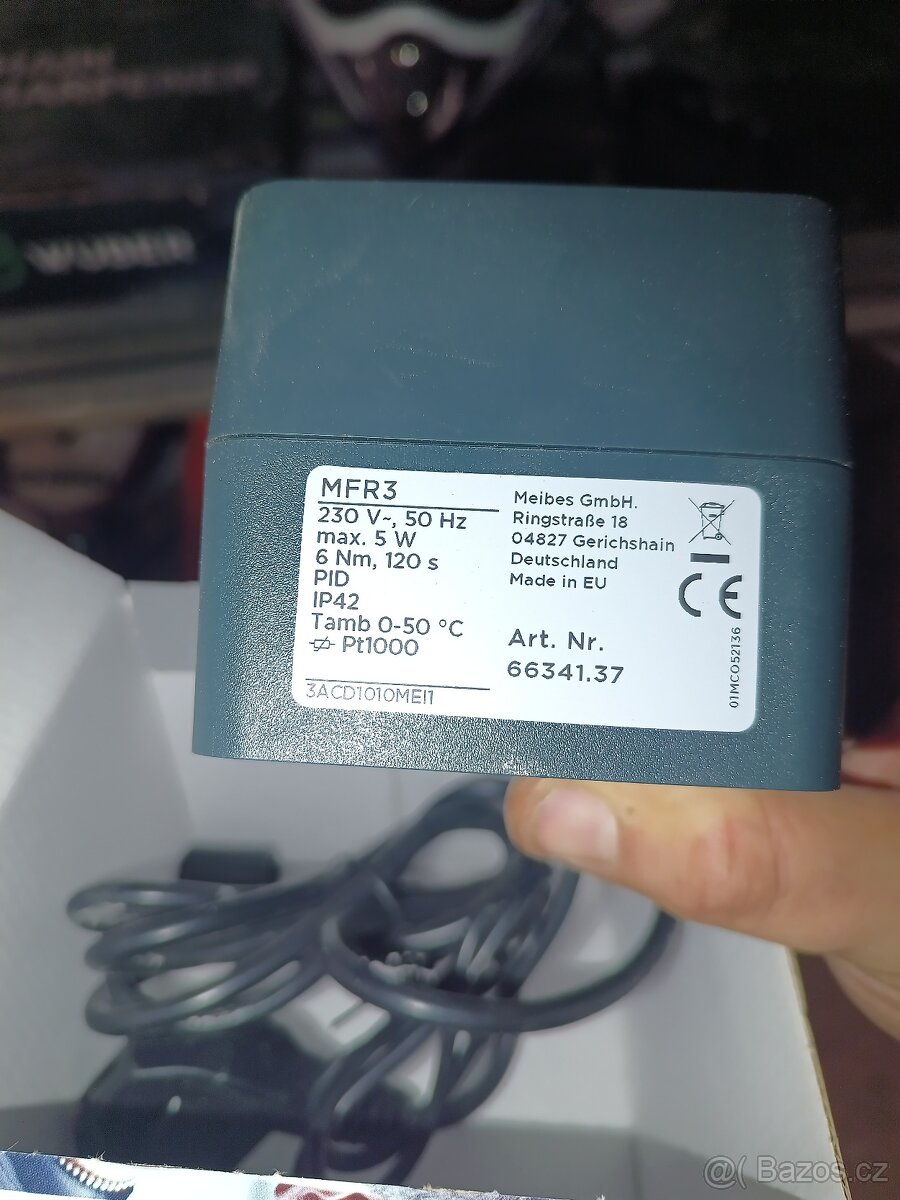 WUBER
MFR3
230 V~, 50 Hz
max. 5 W
6 Nm, 120 s
PID
IP42
Tamb 0-50 °C
Pt1000
3ACD1010MEI1
Meibes GmbH.
Ringstraße 18
04827 Gerichshain
Deutschland
Made in EU
Art. Nr.
66341.37
CE
01MC052136
@( Bazos.cz